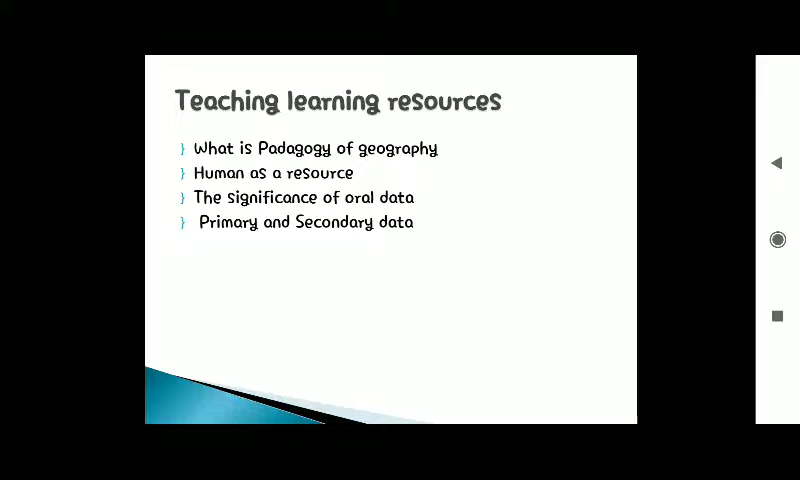 Teaching learning resources
} What is Padagogy of geography
} Human as a resource
} The significance of oral data
} Primary and Secondary data